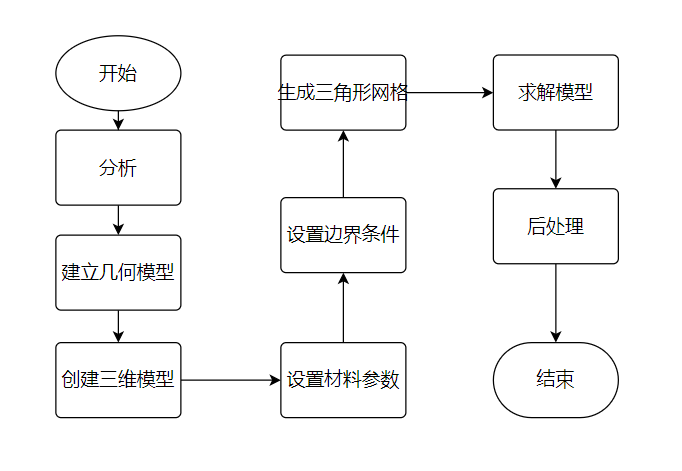 开始
分析
建立几何模型
创建三维模型
设置材料参数
设置边界条件
生成三角形网格
求解模型
后处理
结束